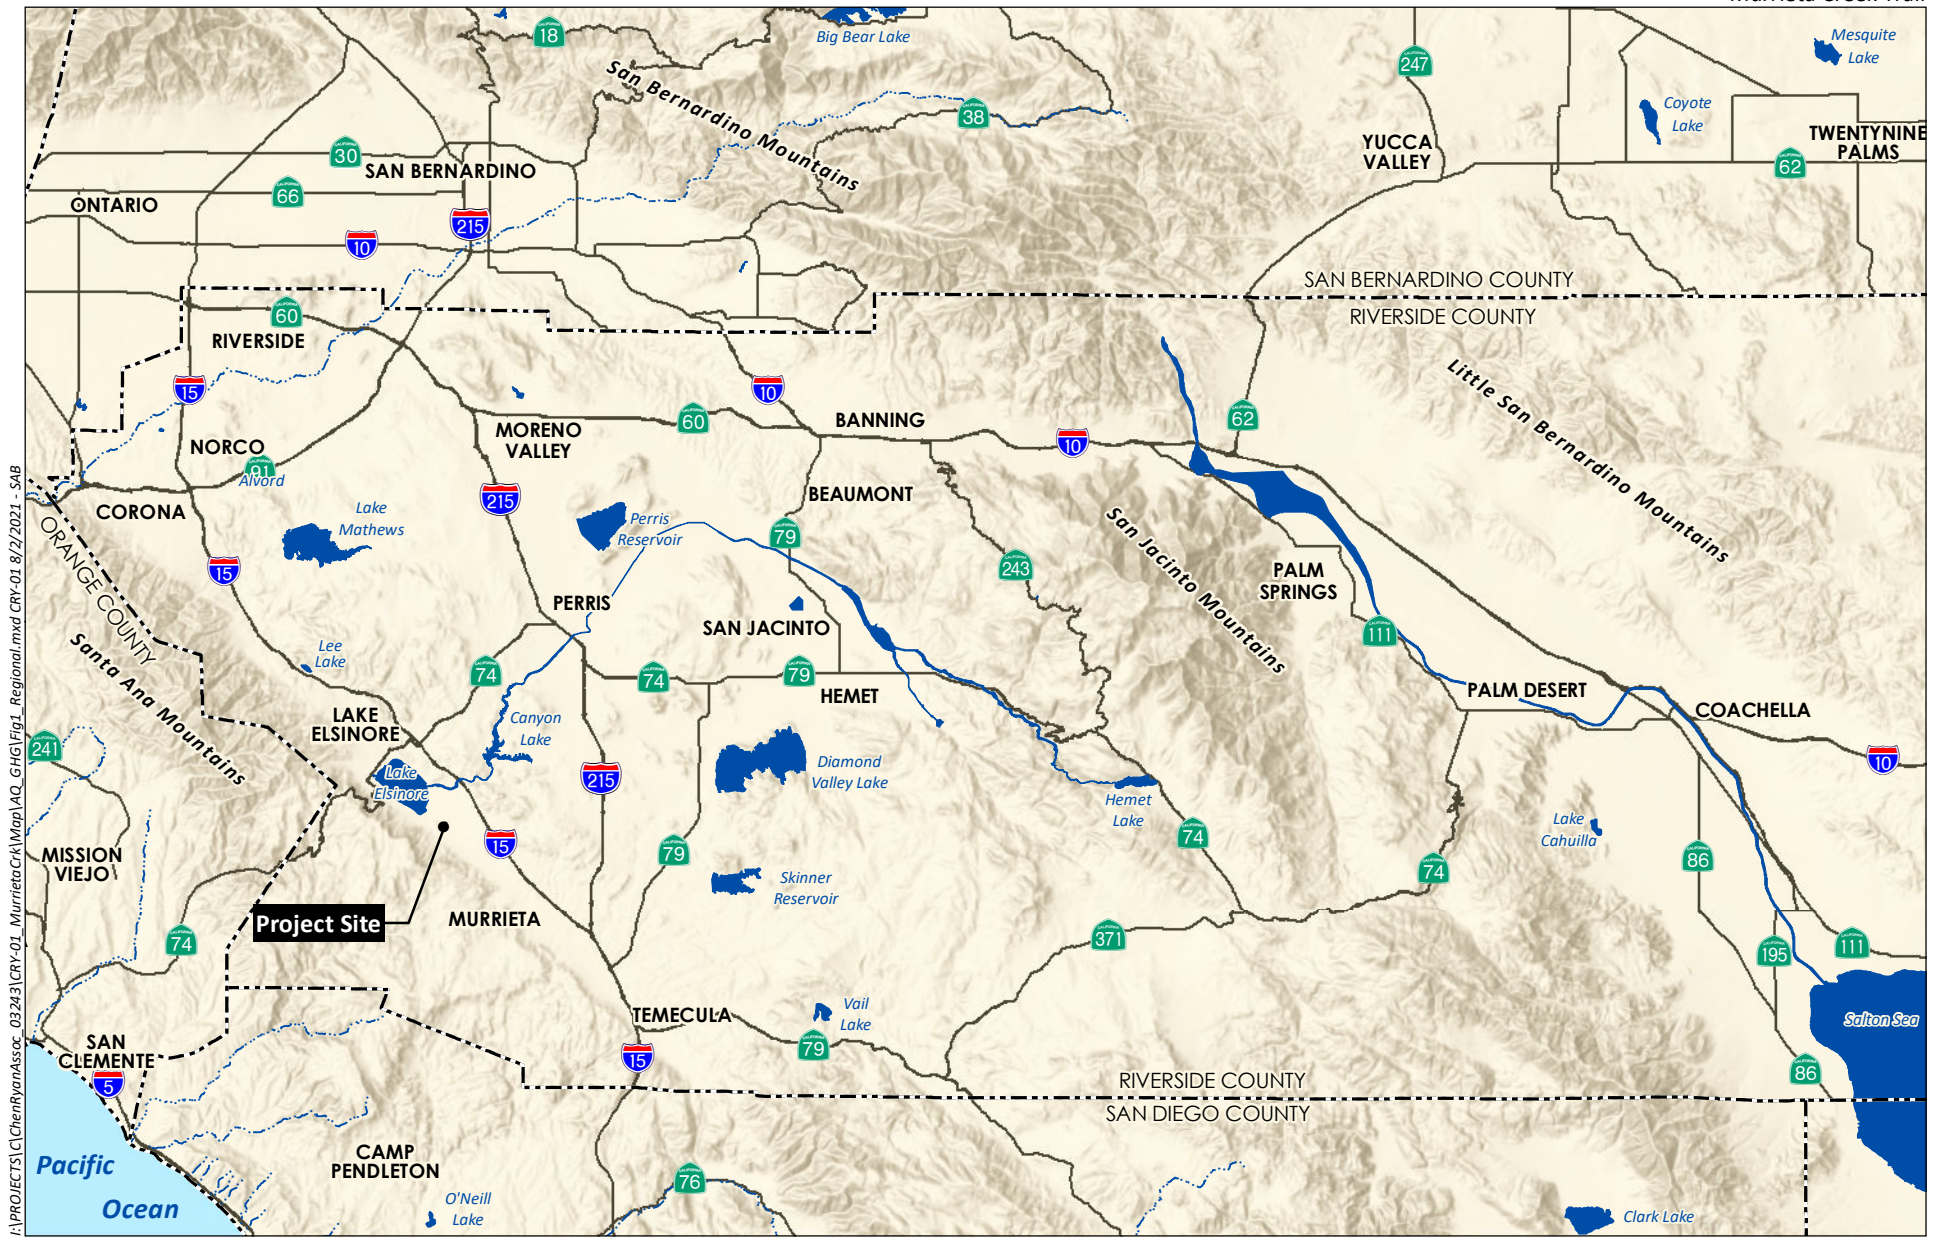 Murrieta Creek Trail
18
Big Bear Lake
247
Mesquite
Lake
San Bernardino Mountains
38
Coyote
Lake
30
SAN BERNARDINO
YUCCA
VALLEY
TWENTYNINE
PALMS
62
66
ONTARIO
215
10
SAN BERNARDINO COUNTY
RIVERSIDE COUNTY
60
RIVERSIDE
15
10
Little San Bernardino Mountains
60
BANNING
62
MORENO
VALLEY
10
NORCO
91
Alvord
215
BEAUMONT
CORONA
Lake
Mathews
Perris
Reservoir
79
San Jacinto Mountains
ORANGE COUNTY
15
243
PALM
SPRINGS
PERRIS
SAN JACINTO
111
Lee
Lake
74
74
79
HEMET
PALM DESERT
COACHELLA
Santa Ana Mountains
LAKE
ELSINORE
Canyon
Lake
241
10
Lake
Elsinore
215
Diamond
Valley Lake
Hemet
Lake
74
Lake
Cahuilla
15
79
86
MISSION
VIEJO
74
Skinner
Reservoir
Project Site
MURRIETA
74
371
195
111
Vail
Lake
TEMECULA
Salton Sea
79
SAN
CLEMENTE
15
5
86
RIVERSIDE COUNTY
SAN DIEGO COUNTY
Pacific
Ocean
CAMP
PENDLETON
76
O'Neill
Lake
Clark Lake
I:\PROJECTS\C\ChenRyanAssoc_03243\CRY-01_MurrietaCrk\Map\AQ_GHG\Fig1_Regional.mxd CRY-01 8/2/2021 - SAB